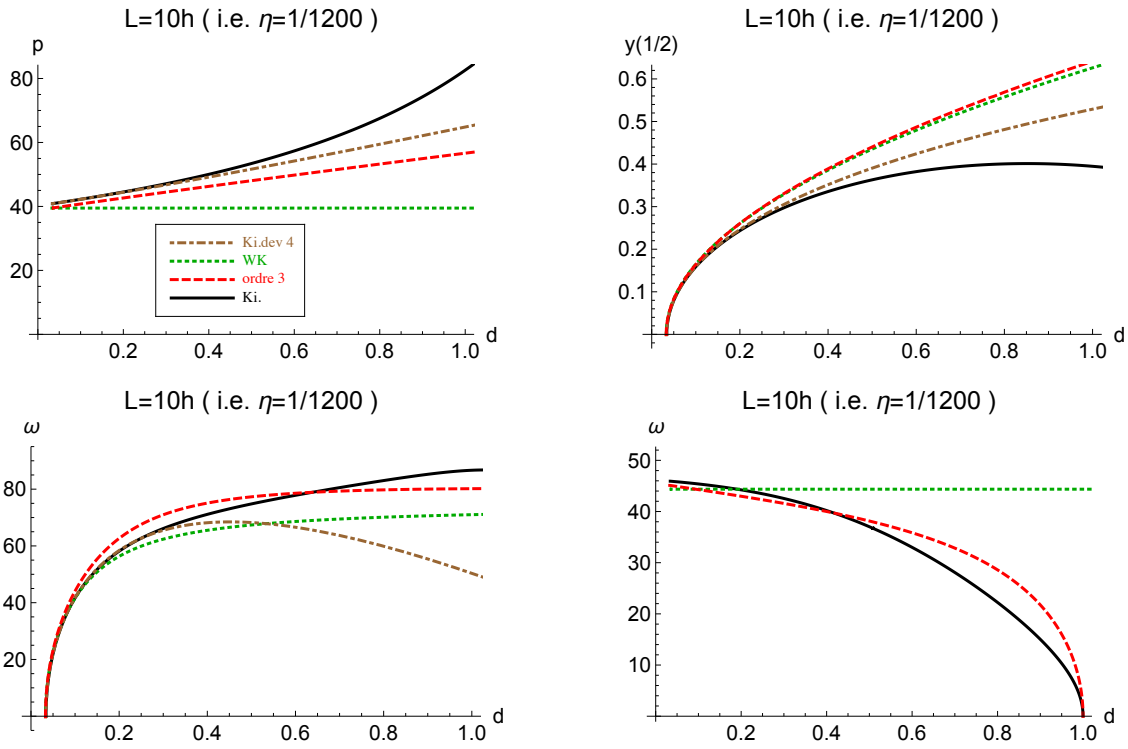 L=10h ( i.e. η=1/1200 )
p
80
60
40
20
0.2 0.4 0.6 0.8 1.0 d
Ki.dev 4
WK
ordre 3
Ki.
L=10h ( i.e. η=1/1200 )
y(1/2)
0.6
0.5
0.4
0.3
0.2
0.1
0.2 0.4 0.6 0.8 1.0 d
L=10h ( i.e. η=1/1200 )
ω
80
60
40
20
0.2 0.4 0.6 0.8 1.0 d
L=10h ( i.e. η=1/1200 )
ω
50
40
30
20
10
0.2 0.4 0.6 0.8 1.0 d